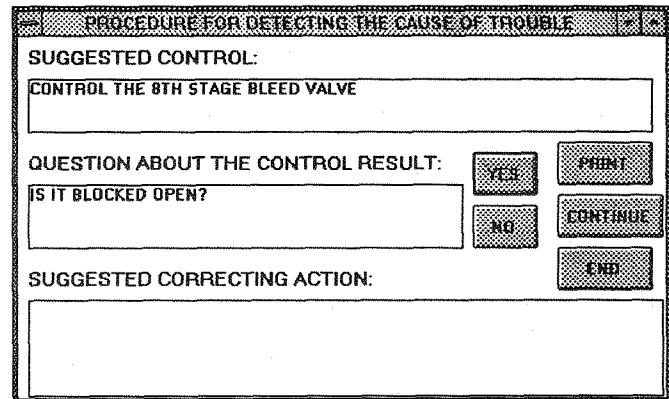 PROCEDURE FOR DETECTING THE CAUSE OF TROUBLE
SUGGESTED CONTROL:
CONTROL THE 8TH STAGE BLEED VALVE
QUESTION ABOUT THE CONTROL RESULT:
IS IT BLOCKED OPEN?
YES
NO
PRINT
CONTINUE
END
SUGGESTED CORRECTING ACTION: